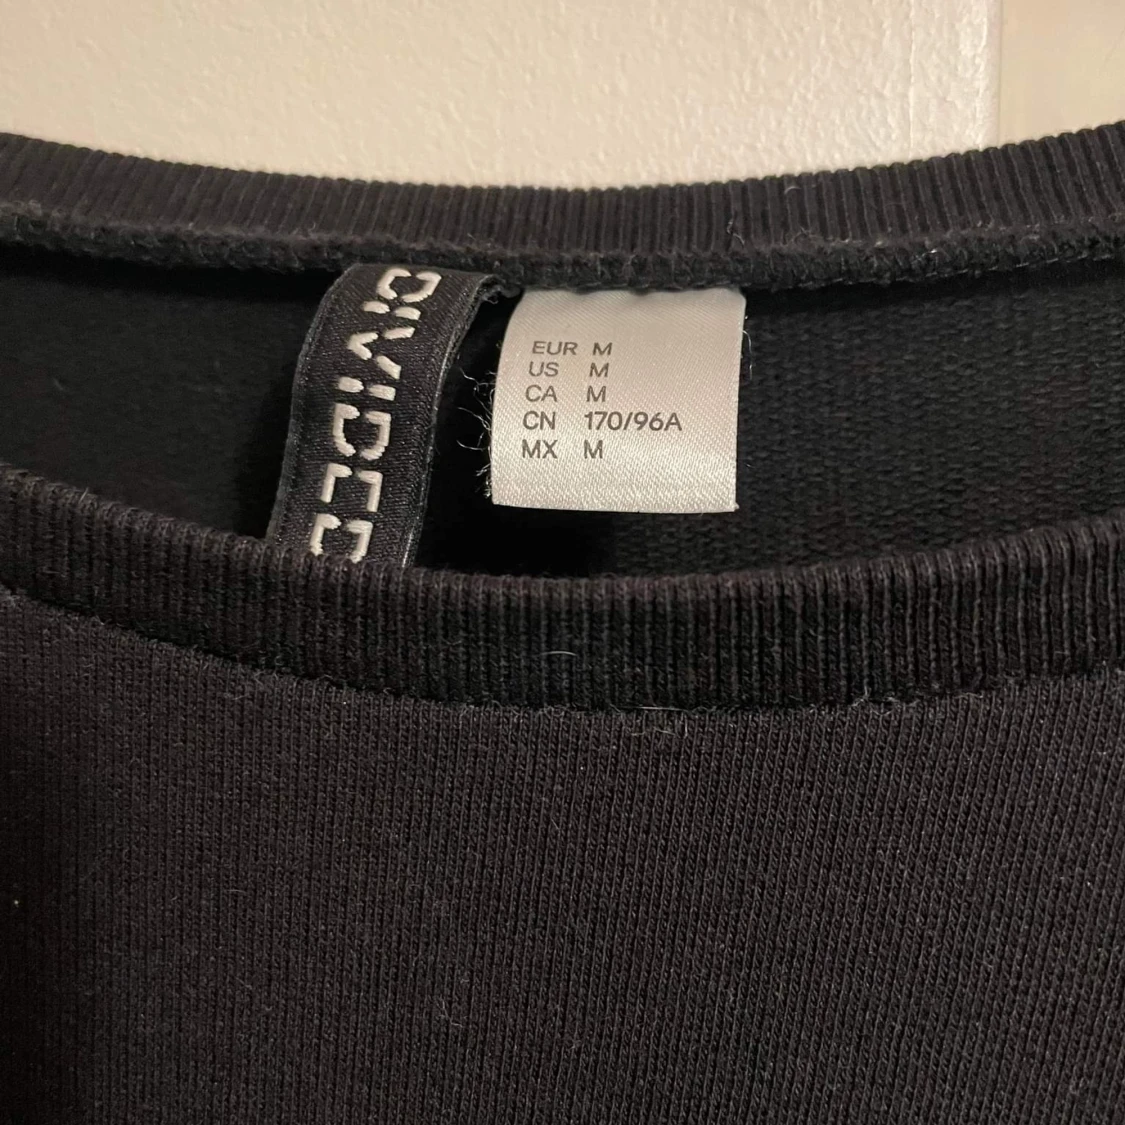 DIVIDED
EUR M
US M
CA M
CN 170/96A
MX M